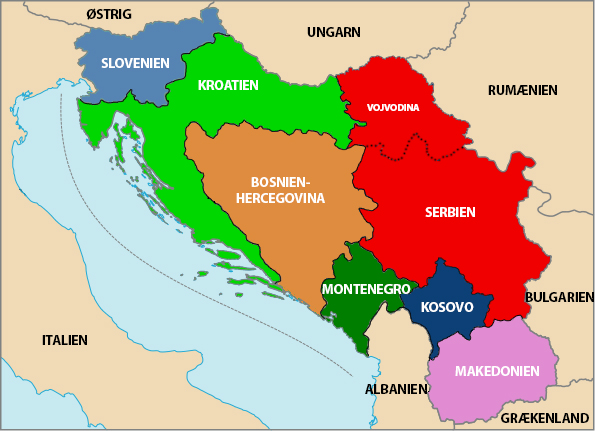 ØSTRIG
UNGARN
SLOVENIEN
KROATIEN
RUMÆNIEN
VOJVODINA
BOSNIEN-
HERCEGOVINA
SERBIEN
MONTENEGRO
KOSOVO
BULGARIEN
ITALIEN
MAKEDONIEN
ALBANIEN
GRÆKENLAND